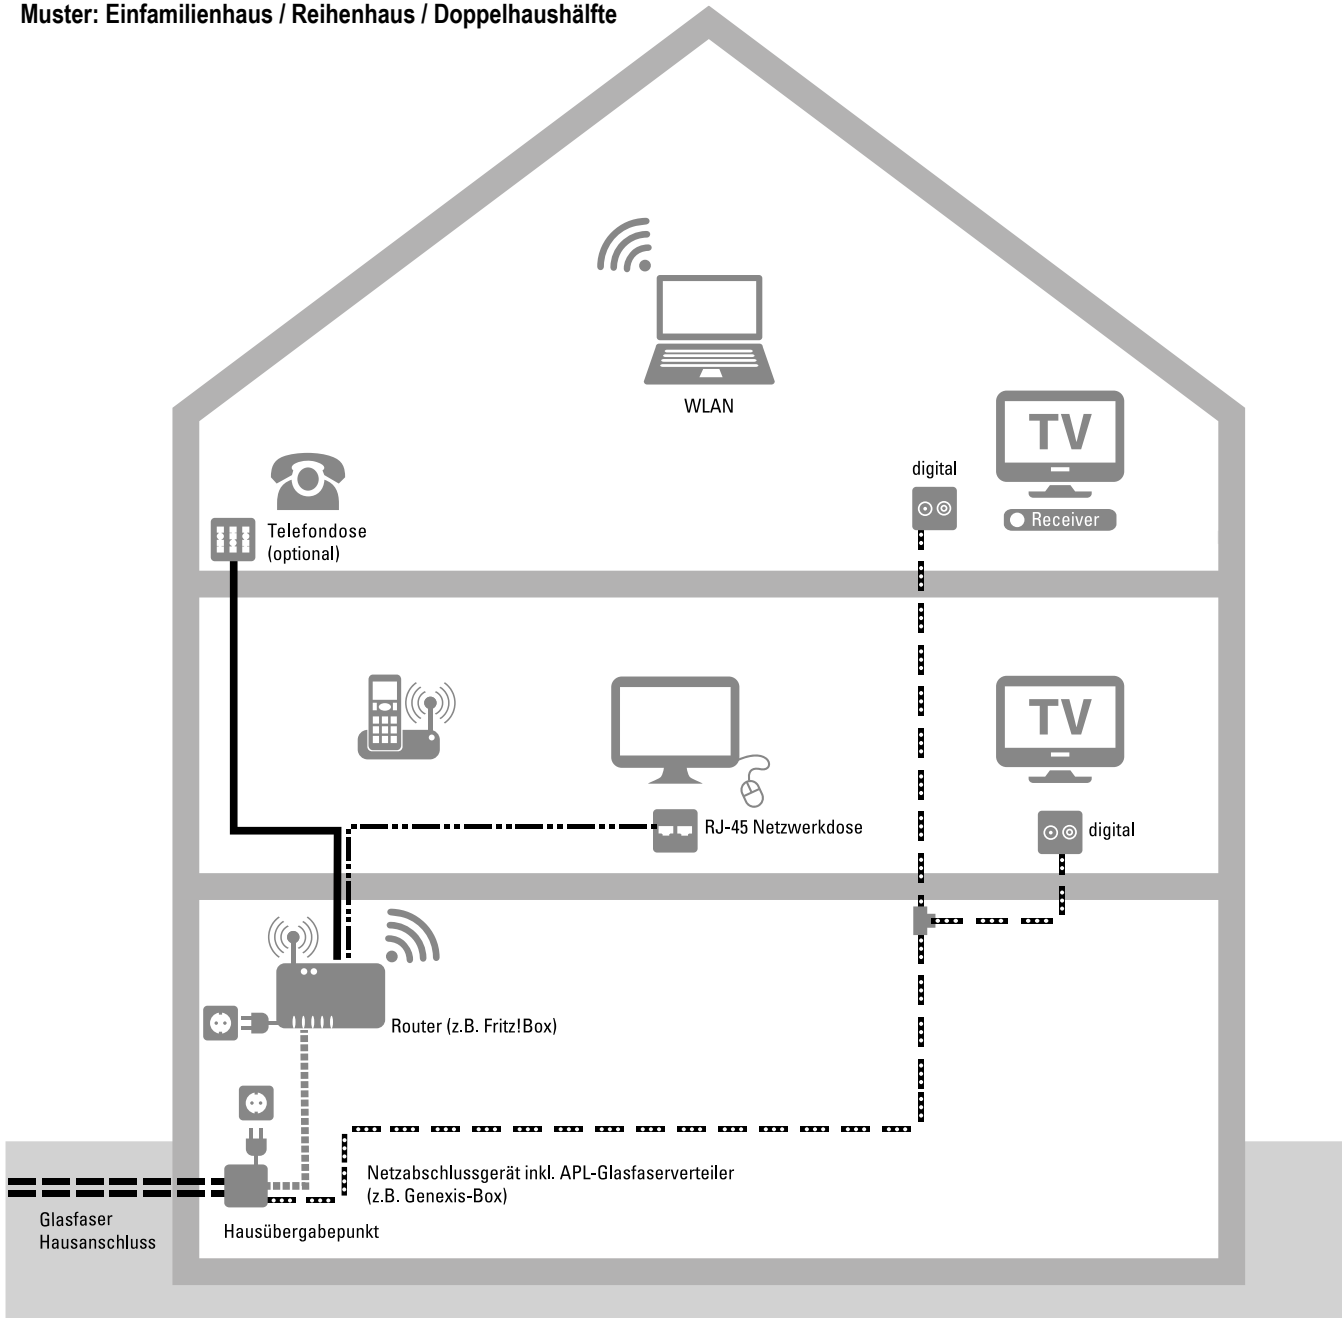 Muster: Einfamilienhaus / Reihenhaus / Doppelhaushälfte
WLAN
TV
digital
Receiver
Telefondose
(optional)
TV
RJ-45 Netzwerkdose
digital
Router (z.B. Fritz!Box)
Netzabschlussgerät inkl. APL-Glasfaserverteiler
(z.B. Genexis-Box)
Glasfaser
Hausanschluss
Hausübergabepunkt